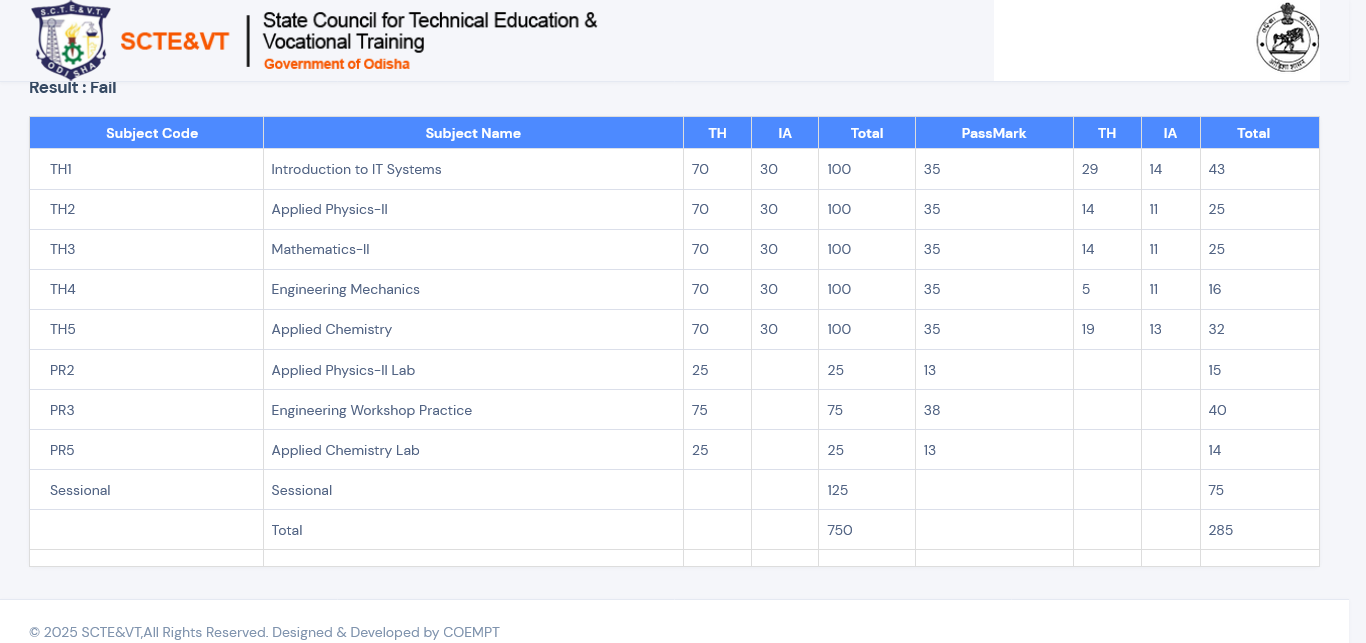 S.C.T.E.&V.T.
ODISHA
SCTE&VT
State Council for Technical Education &
Vocational Training
Government of Odisha
Result : Fail
Subject Code Subject Name TH IA Total PassMark TH IA Total
TH1 Introduction to IT Systems 70 30 100 35 29 14 43
TH2 Applied Physics-II 70 30 100 35 14 11 25
TH3 Mathematics-II 70 30 100 35 14 11 25
TH4 Engineering Mechanics 70 30 100 35 5 11 16
TH5 Applied Chemistry 70 30 100 35 19 13 32
PR2 Applied Physics-II Lab 25 25 13 15
PR3 Engineering Workshop Practice 75 75 38 40
PR5 Applied Chemistry Lab 25 25 13 14
Sessional Sessional 125 75
Total 750 285
© 2025 SCTE&VT,All Rights Reserved. Designed & Developed by COEMPT